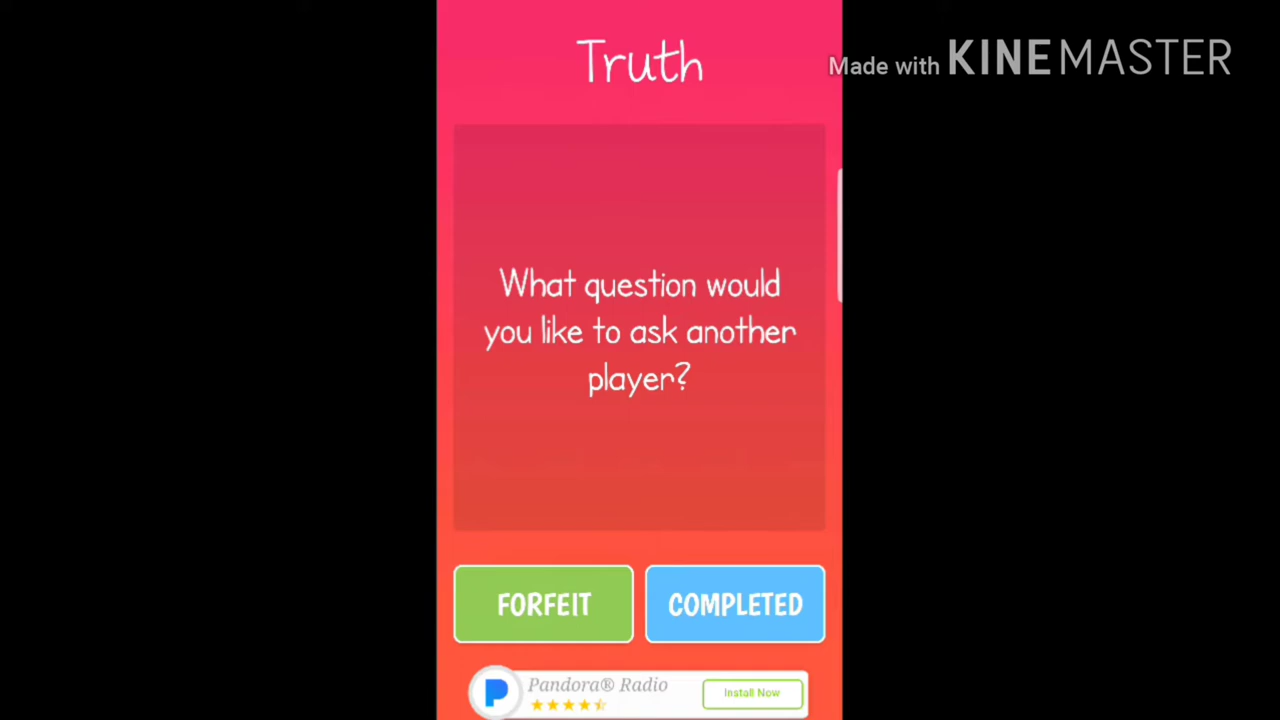 Truth
Made with KINEMASTER
What question would
you like to ask another
player?
FORFEIT
COMPLETED
Pandora® Radio
Install Now